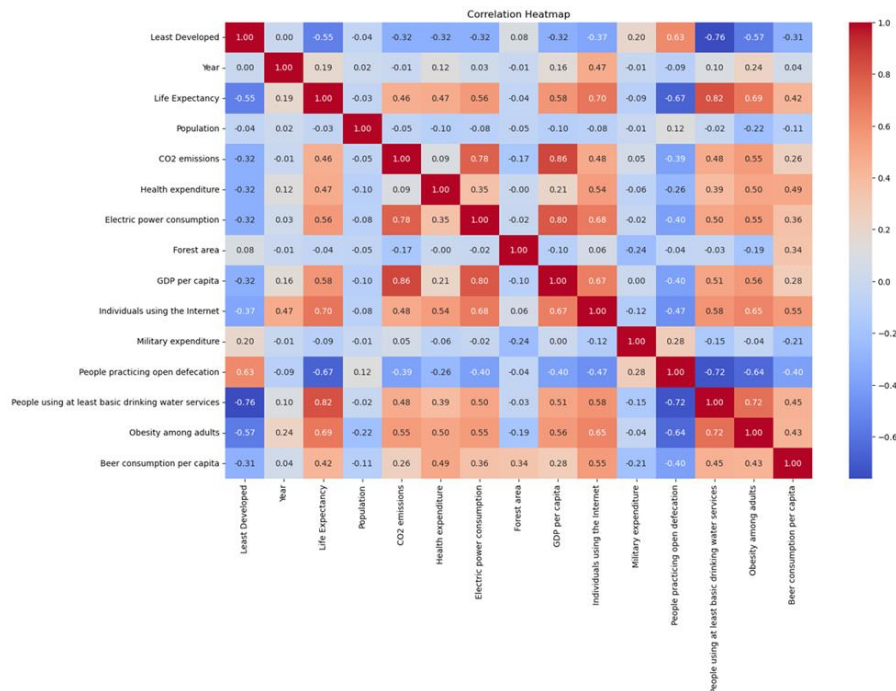 Correlation Heatmap
Least Developed 1.00 0.00 -0.55 -0.04 -0.32 -0.32 -0.32 0.08 -0.32 -0.37 0.20 0.63 -0.76 -0.57 -0.31
Year 0.00 1.00 0.19 0.02 -0.01 0.12 0.03 -0.01 0.16 0.47 -0.01 -0.09 0.10 0.24 0.04
Life Expectancy -0.55 0.19 1.00 -0.03 0.46 0.47 0.56 -0.04 0.58 0.70 -0.09 -0.67 0.82 0.69 0.42
Population -0.04 0.02 -0.03 1.00 -0.05 -0.10 -0.08 -0.05 -0.10 -0.08 -0.01 0.12 -0.02 -0.22 -0.11
CO2 emissions -0.32 -0.01 0.46 -0.05 1.00 0.09 0.78 -0.17 0.86 0.48 0.05 -0.39 0.48 0.55 0.26
Health expenditure -0.32 0.12 0.47 -0.10 0.09 1.00 0.35 -0.00 0.21 0.54 -0.06 -0.26 0.39 0.50 0.49
Electric power consumption -0.32 0.03 0.56 -0.08 0.78 0.35 1.00 -0.02 0.80 0.68 -0.02 -0.40 0.50 0.55 0.36
Forest area 0.08 -0.01 -0.04 -0.05 -0.17 -0.00 -0.02 1.00 -0.10 0.06 -0.24 -0.04 -0.03 -0.19 0.34
GDP per capita -0.32 0.16 0.58 -0.10 0.86 0.21 0.80 -0.10 1.00 0.67 0.00 -0.40 0.51 0.56 0.28
Individuals using the Internet -0.37 0.47 0.70 -0.08 0.48 0.54 0.68 0.06 0.67 1.00 -0.12 -0.47 0.58 0.65 0.55
Military expenditure 0.20 -0.01 -0.09 -0.01 0.05 -0.06 -0.02 -0.24 0.00 -0.12 1.00 0.28 -0.15 -0.04 -0.21
People practicing open defecation 0.63 -0.09 -0.67 0.12 -0.39 -0.26 -0.40 -0.04 -0.40 -0.47 0.28 1.00 -0.72 -0.64 -0.40
People using at least basic drinking water services -0.76 0.10 0.82 -0.02 0.48 0.39 0.50 -0.03 0.51 0.58 -0.15 -0.72 1.00 0.72 0.45
Obesity among adults -0.57 0.24 0.69 -0.22 0.55 0.50 0.55 -0.19 0.56 0.65 -0.04 -0.64 0.72 1.00 0.43
Beer consumption per capita -0.31 0.04 0.42 -0.11 0.26 0.49 0.36 0.34 0.28 0.55 -0.21 -0.40 0.45 0.43 1.00
Least Developed
Year
Life Expectancy
Population
CO2 emissions
Health expenditure
Electric power consumption
Forest area
GDP per capita
Individuals using the Internet
Military expenditure
People practicing open defecation
People using at least basic drinking water services
Obesity among adults
Beer consumption per capita
1.0
0.8
0.6
0.4
0.2
0.0
-0.2
-0.4
-0.6